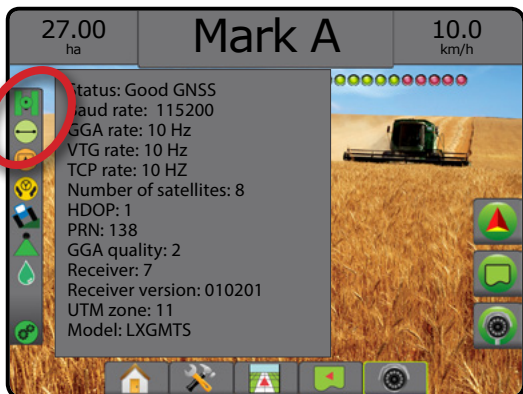 27.00
ha
Mark A
10.0
km/h
Status: Good GNSS
Baud rate: 115200
GGA rate: 10 Hz
VTG rate: 10 Hz
TCP rate: 10 HZ
Number of satellites: 8
HDOP: 1
PRN: 138
GGA quality: 2
Receiver: 7
Receiver version: 010201
UTM zone: 11
Model: LXGMTS